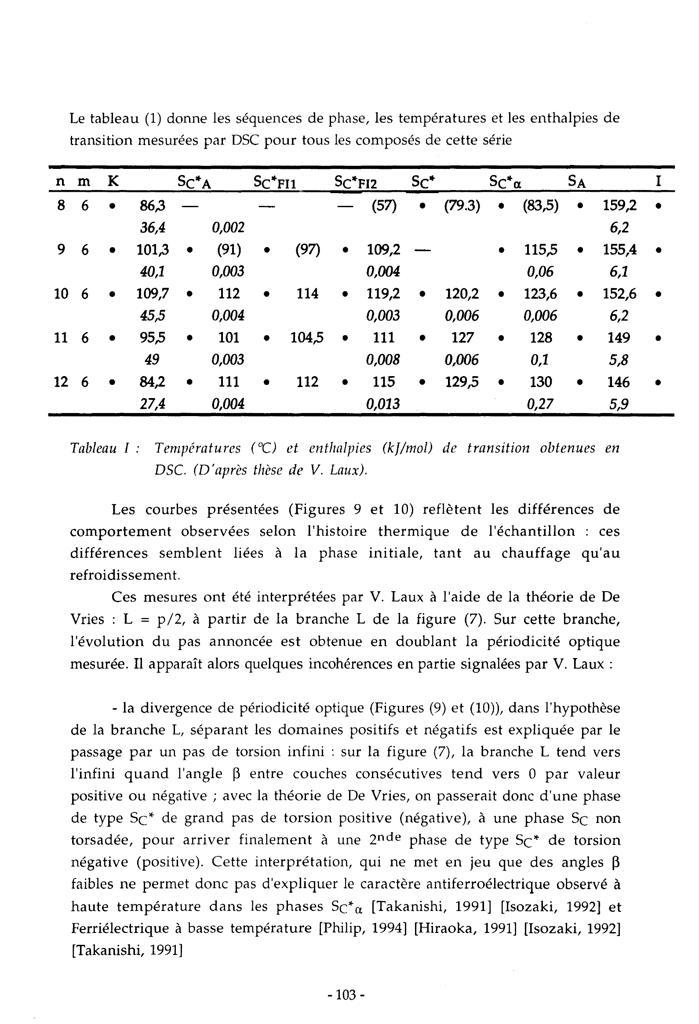 Le tableau (1) donne les séquences de phase, les températures et les enthalpies de
transition mesurées par DSC pour tous les composés de cette série
n m K SC*A SC*FI1 SC*FI2 SC* SC*α SA I
8 6 • 86,3 — — — (57) • (79.3) • (83,5) • 159,2 •
36,4 0,002 6,2
9 6 • 101,3 • (91) • (97) • 109,2 — • 115,5 • 155,4 •
40,1 0,003 0,004 0,06 6,1
10 6 • 109,7 • 112 • 114 • 119,2 • 120,2 • 123,6 • 152,6 •
45,5 0,004 0,003 0,006 0,006 6,2
11 6 • 95,5 • 101 • 104,5 • 111 • 127 • 128 • 149 •
49 0,003 0,008 0,006 0,1 5,8
12 6 • 84,2 • 111 • 112 • 115 • 129,5 • 130 • 146 •
27,4 0,004 0,013 0,27 5,9
Tableau I : Températures (°C) et enthalpies (kJ/mol) de transition obtenues en
DSC. (D'après thèse de V. Laux).
Les courbes présentées (Figures 9 et 10) reflètent les différences de
comportement observées selon l'histoire thermique de l'échantillon : ces
différences semblent liées à la phase initiale, tant au chauffage qu'au
refroidissement.
Ces mesures ont été interprétées par V. Laux à l'aide de la théorie de De
Vries : L = p/2, à partir de la branche L de la figure (7). Sur cette branche,
l'évolution du pas annoncée est obtenue en doublant la périodicité optique
mesurée. Il apparaît alors quelques incohérences en partie signalées par V. Laux :
- la divergence de périodicité optique (Figures (9) et (10)), dans l'hypothèse
de la branche L, séparant les domaines positifs et négatifs est expliquée par le
passage par un pas de torsion infini : sur la figure (7), la branche L tend vers
l'infini quand l'angle β entre couches consécutives tend vers 0 par valeur
positive ou négative ; avec la théorie de De Vries, on passerait donc d'une phase
de type SC* de grand pas de torsion positive (négative), à une phase SC non
torsadée, pour arriver finalement à une 2nde phase de type SC* de torsion
négative (positive). Cette interprétation, qui ne met en jeu que des angles β
faibles ne permet donc pas d'expliquer le caractère antiferroélectrique observé à
haute température dans les phases SC*α [Takanishi, 1991] [Isozaki, 1992] et
Ferriélectrique à basse température [Philip, 1994] [Hiraoka, 1991] [Isozaki, 1992]
[Takanishi, 1991]
- 103 -